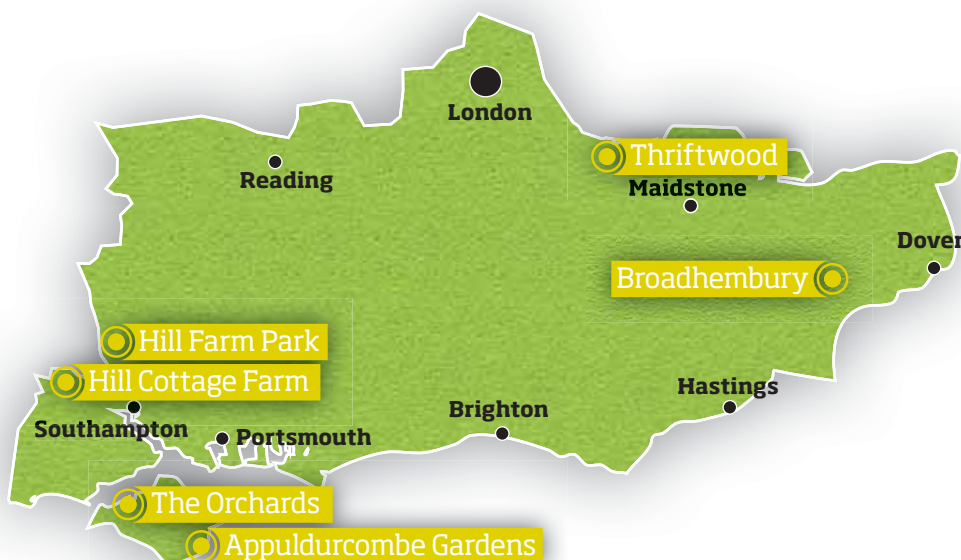 London
Thriftwood
Reading
Maidstone
Dover
Broadhembury
Hill Farm Park
Hill Cottage Farm
Hastings
Brighton
Southampton
Portsmouth
The Orchards
Appuldurcombe Gardens